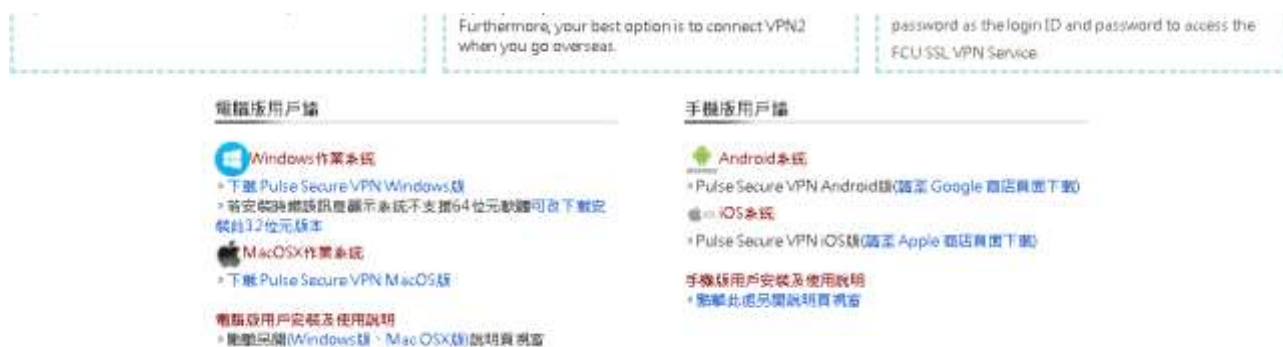 Furthermore, your best option is to connect VPN2
when you go overseas.
password as the login ID and password to access the
FCU SSL VPN Service.
電腦版用戶端
Windows作業系統
下載 Pulse Secure VPN Windows版
若安裝時錯誤訊息顯示系統不支援64位元軟體可改下載安
裝此32位元版本
MacOSX作業系統
下載 Pulse Secure VPN MacOS版
電腦版用戶安裝及使用說明
點擊另開(Windows版、Mac OSX版)說明頁視窗
手機版用戶端
Android系統
Pulse Secure VPN Android版(請至 Google 商店頁面下載)
iOS系統
Pulse Secure VPN iOS版(請至 Apple 商店頁面下載)
手機版用戶安裝及使用說明
點擊此處另開說明頁視窗